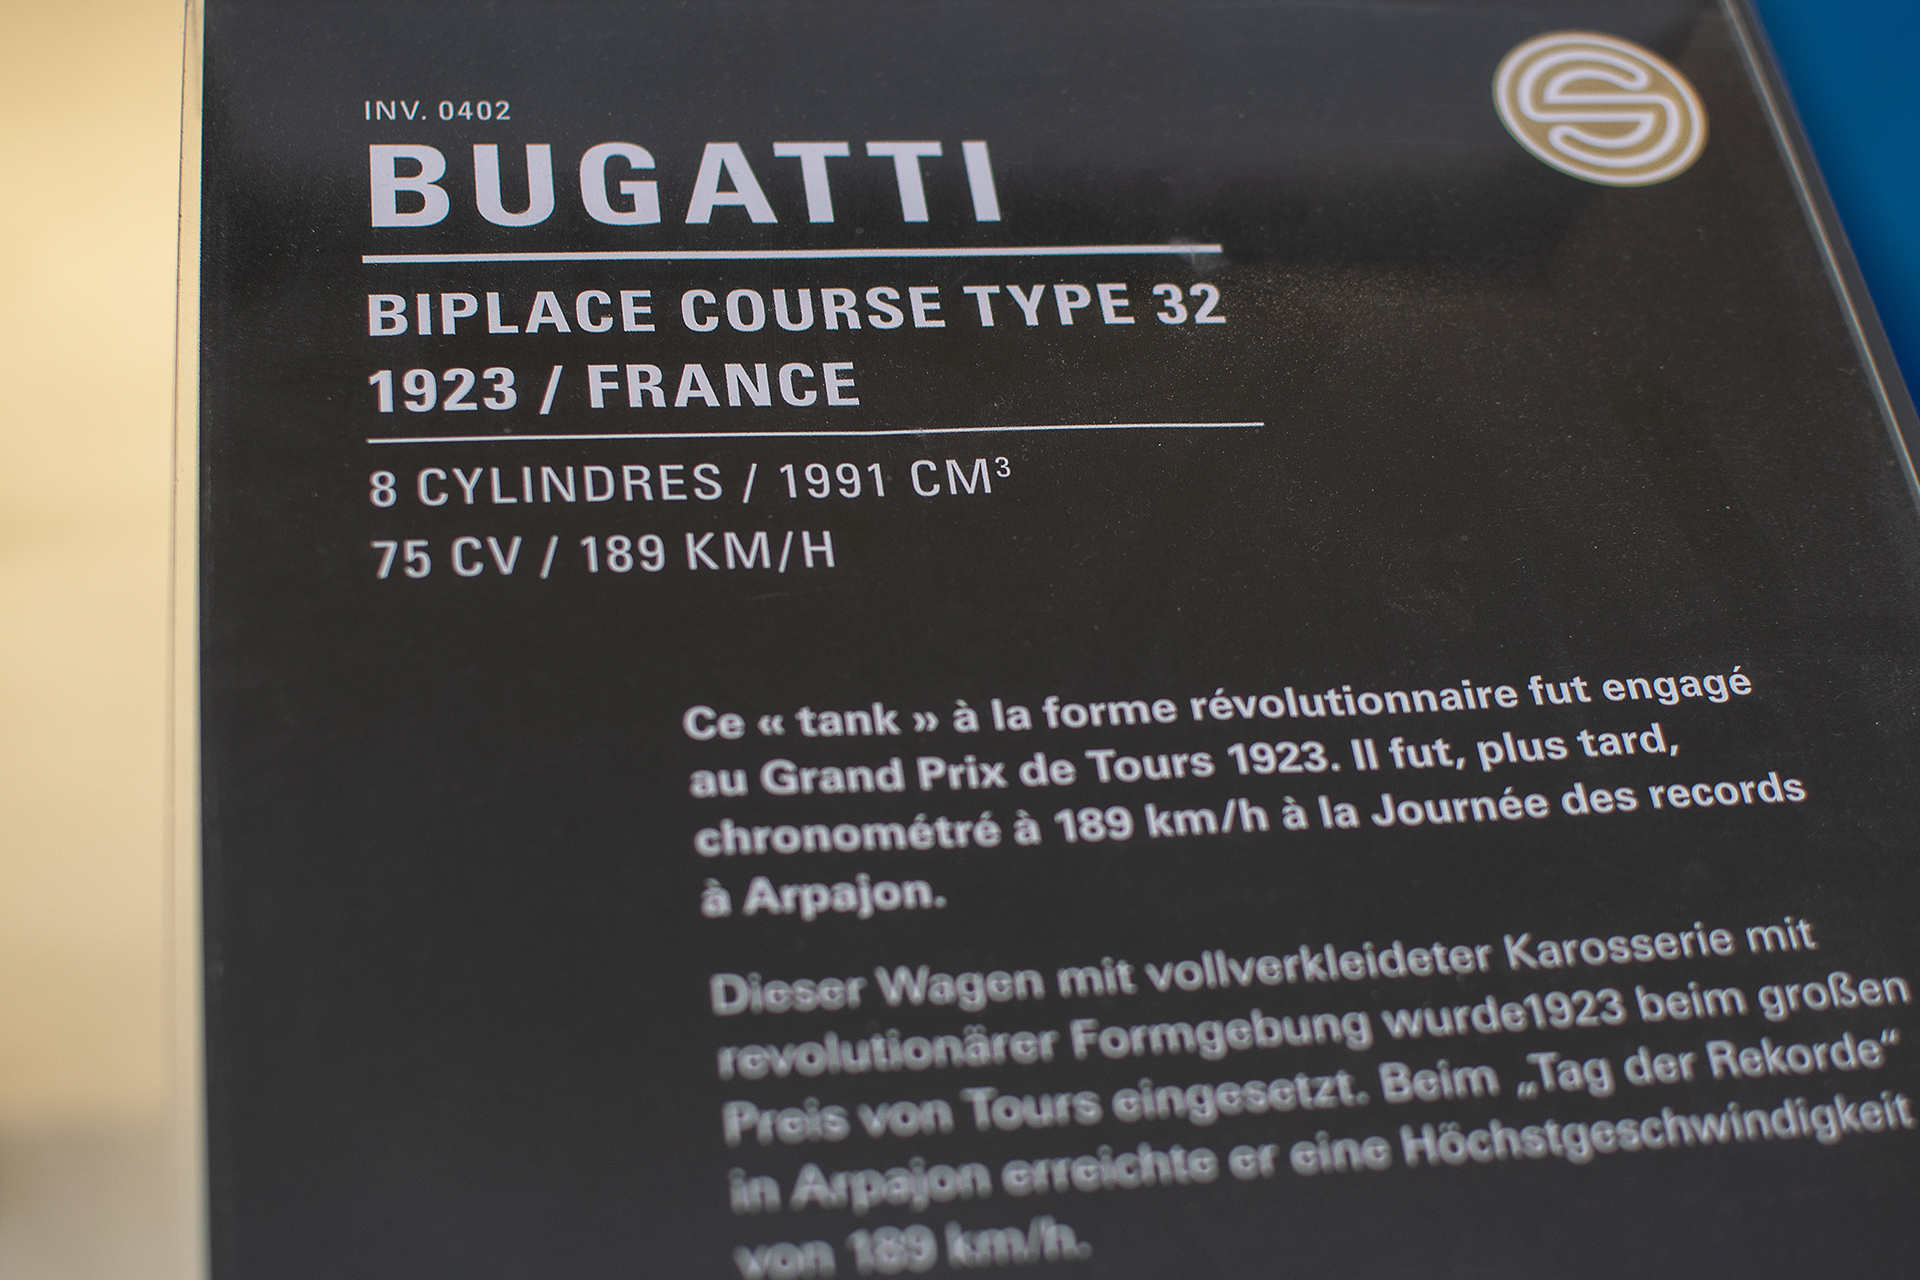 INV. 0402
BUGATTI
BIPLACE COURSE TYPE 32
1923 / FRANCE
8 CYLINDRES / 1991 CM³
75 CV / 189 KM/H
Ce « tank » à la forme révolutionnaire fut engagé
au Grand Prix de Tours 1923. Il fut, plus tard,
chronométré à 189 km/h à la Journée des records
à Arpajon.
Dieser Wagen mit vollverkleideter Karosserie mit
revolutionärer Formgebung wurde1923 beim großen
Preis von Tours eingesetzt. Beim „Tag der Rekorde“
in Arpajon erreichte er eine Höchstgeschwindigkeit
von 189 km/h.